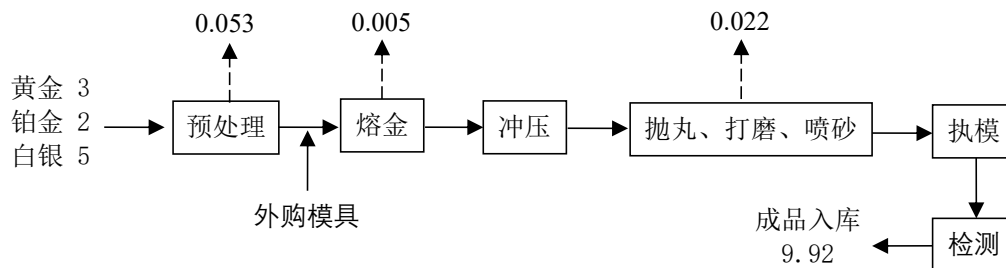 0.053
0.005
0.022
黄金 3
铂金 2
白银 5
预处理
熔金
冲压
抛丸、打磨、喷砂
执模
外购模具
成品入库
9.92
检测